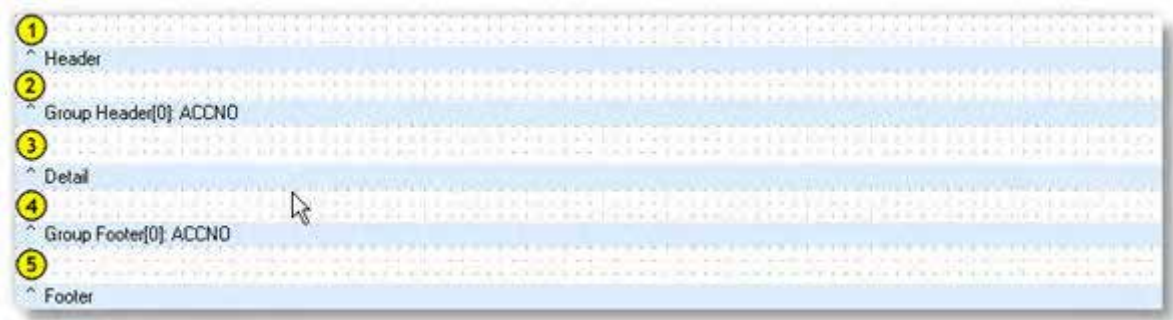 1
^ Header
2
^ Group Header[0]: ACCNO
3
^ Detail
4
^ Group Footer[0]: ACCNO
5
^ Footer